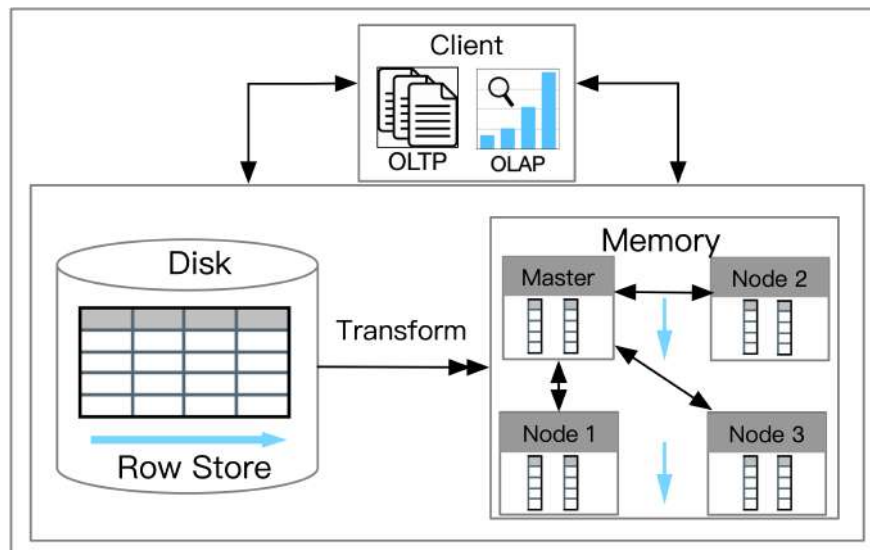 Client
OLTP
OLAP
Disk
Row Store
Transform
Memory
Master
Node 2
Node 1
Node 3